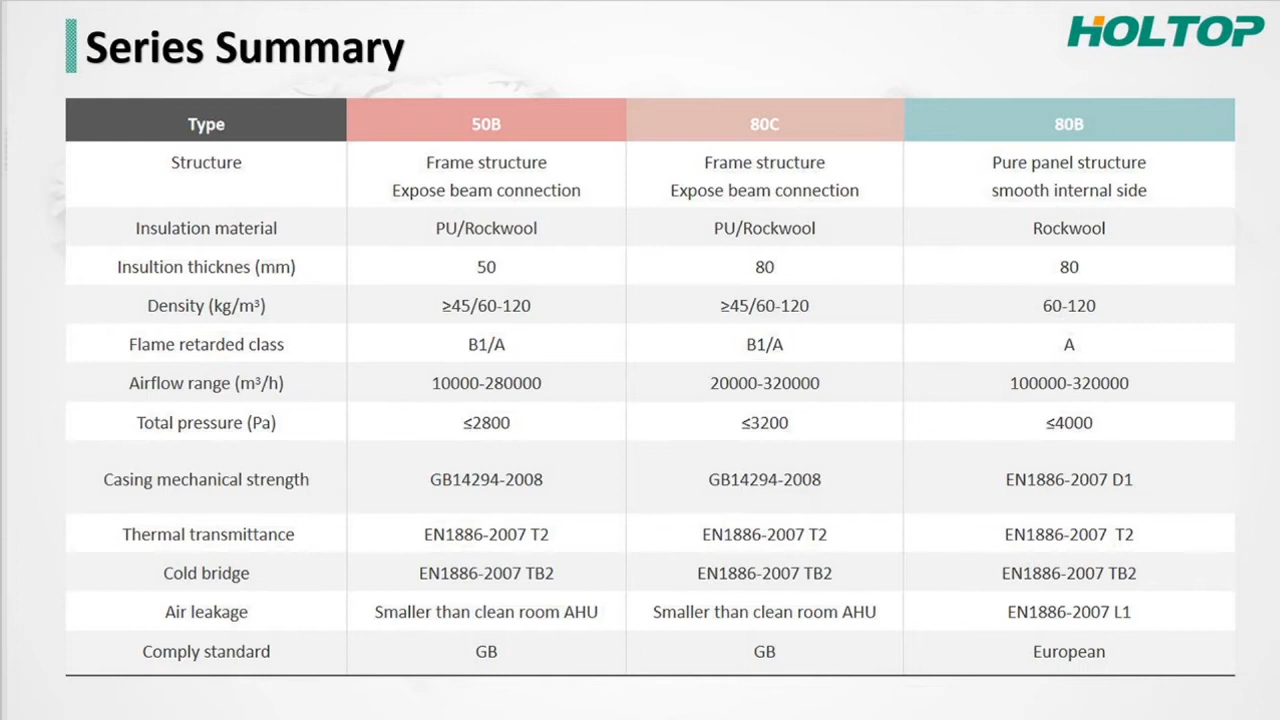 Series Summary
HOLTOP
Type 50B 80C 80B
Structure Frame structure Frame structure Pure panel structure
Expose beam connection Expose beam connection smooth internal side
Insulation material PU/Rockwool PU/Rockwool Rockwool
Insultion thicknes (mm) 50 80 80
Density (kg/m³) ≥45/60-120 ≥45/60-120 60-120
Flame retarded class B1/A B1/A A
Airflow range (m³/h) 10000-280000 20000-320000 100000-320000
Total pressure (Pa) ≤2800 ≤3200 ≤4000
Casing mechanical strength GB14294-2008 GB14294-2008 EN1886-2007 D1
Thermal transmittance EN1886-2007 T2 EN1886-2007 T2 EN1886-2007 T2
Cold bridge EN1886-2007 TB2 EN1886-2007 TB2 EN1886-2007 TB2
Air leakage Smaller than clean room AHU Smaller than clean room AHU EN1886-2007 L1
Comply standard GB GB European